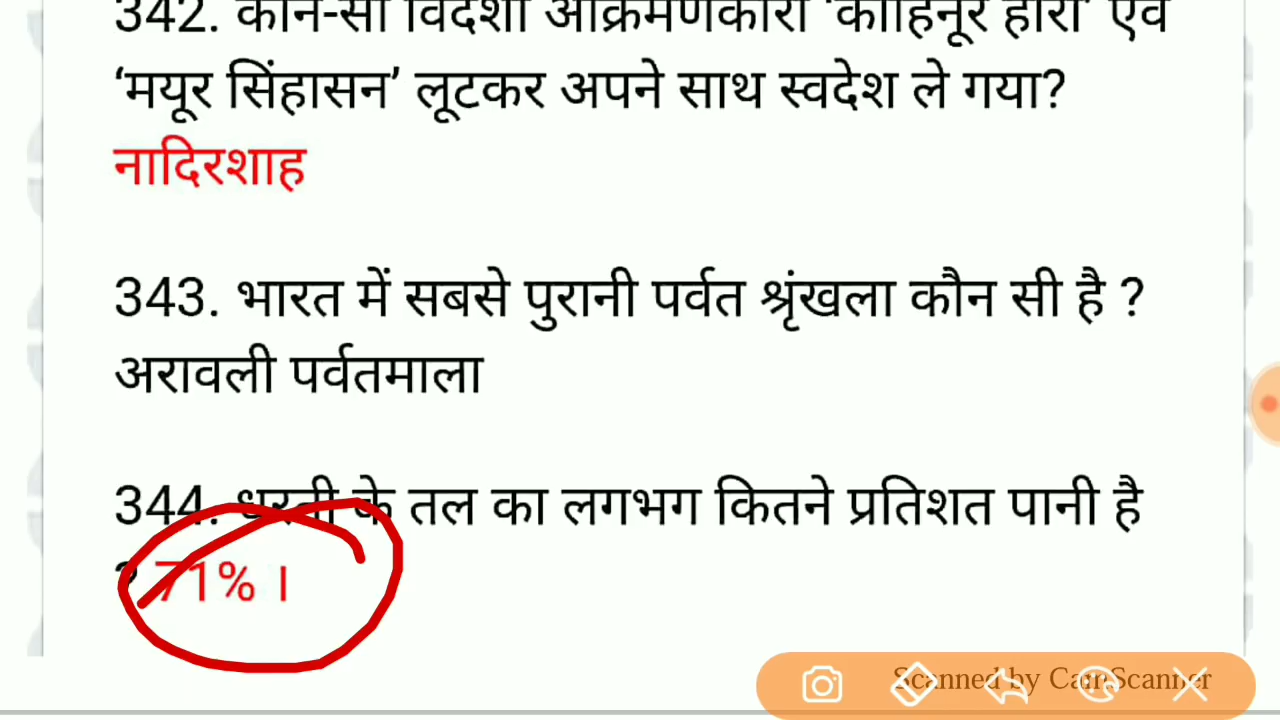 342. कौन-सा विदेशी आक्रमणकारी 'कोहिनूर हीरा' एवं
‘मयूर सिंहासन’ लूटकर अपने साथ स्वदेश ले गया?
नादिरशाह
343. भारत में सबसे पुरानी पर्वत श्रृंखला कौन सी है ?
अरावली पर्वतमाला
344. धरती के तल का लगभग कितने प्रतिशत पानी है
? 71% ।
Scanned by CamScanner